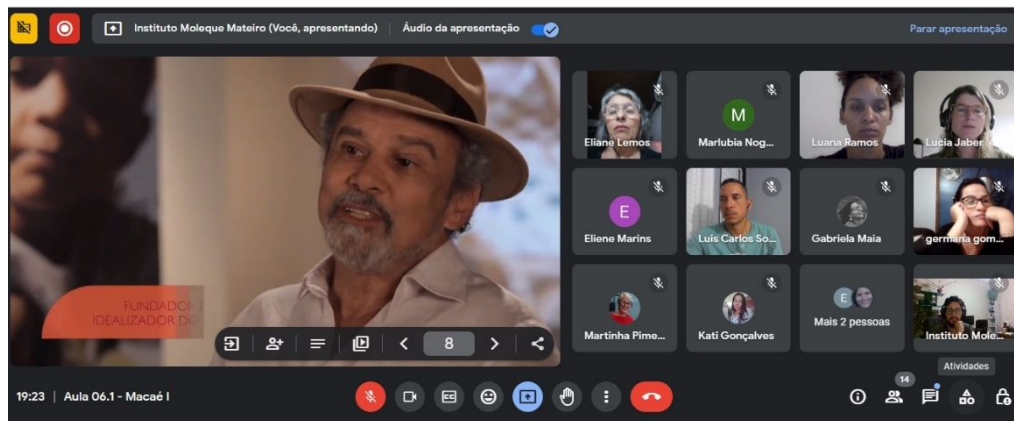 Instituto Moleque Mateiro (Você, apresentando)
Áudio da apresentação
Parar apresentação
FUNDADOR
IDEALIZADOR DO
8
Eliane Lemos
M
Marlubia Nog...
Luana Ramos
Lucia Jaber
E
Eliene Marins
Luis Carlos So...
Gabriela Maia
germana gom...
Martinha Pime...
Kati Gonçalves
E
Mais 2 pessoas
Instituto Mole...
Atividades
19:23 | Aula 06.1 - Macaé I
CC
14